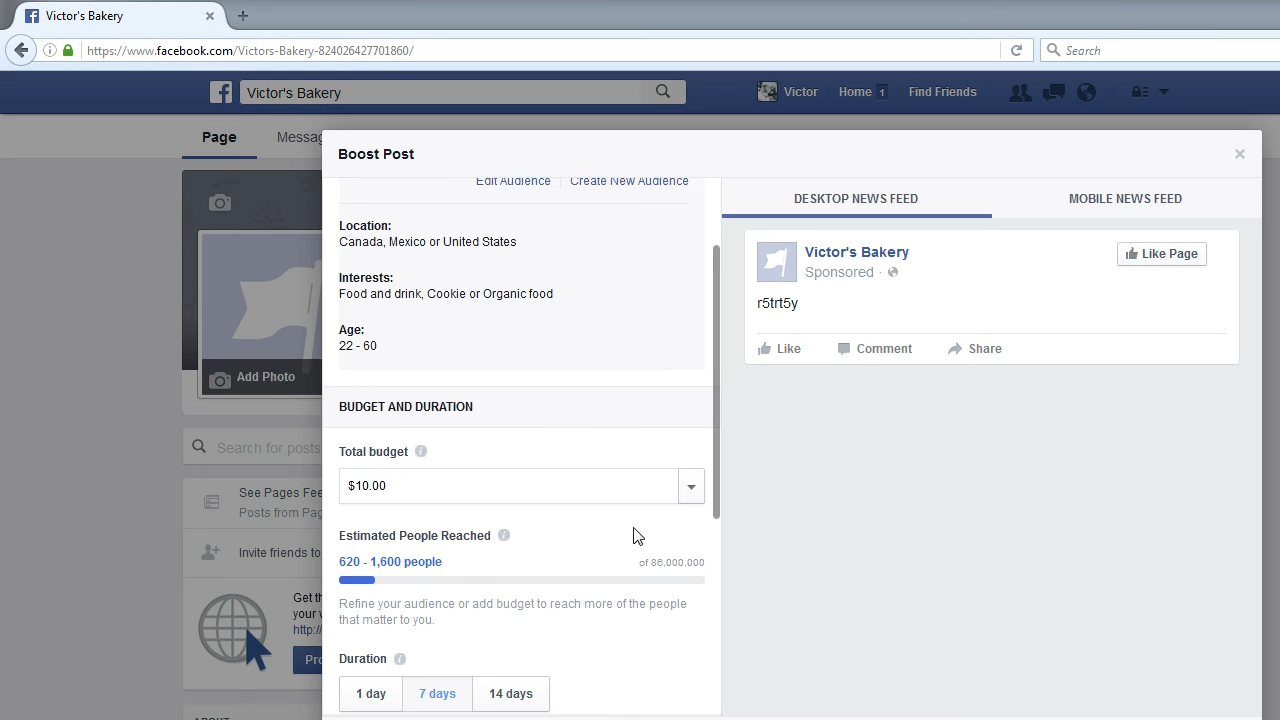 Victor's Bakery
https://www.facebook.com/Victors-Bakery-824026427701860/
Search
Victor's Bakery
Victor
Home 1
Find Friends
Page
Messag
Boost Post
Edit Audience
Create New Audience
DESKTOP NEWS FEED
MOBILE NEWS FEED
Location:
Canada, Mexico or United States
Interests:
Food and drink, Cookie or Organic food
Age:
22 - 60
Victor's Bakery
Sponsored ·
Like Page
r5trt5y
Like
Comment
Share
Add Photo
BUDGET AND DURATION
Search for posts
Total budget
$10.00
See Pages Fee
Posts from Pag
Invite friends to
Estimated People Reached
620 - 1,600 people
of 86,000,000
Refine your audience or add budget to reach more of the people
that matter to you.
Get th
your v
http://
Pro
Duration
1 day
7 days
14 days